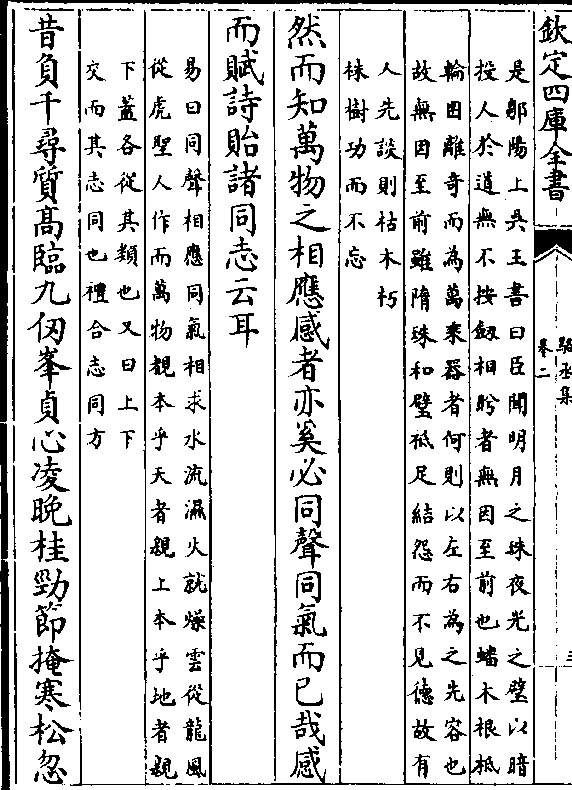 欽定四庫全書
駱丞集
卷二
三
是鄒陽上吳王書曰臣聞明月之珠夜光之璧以暗
投人於道無不按劒相眄者無因至前也蟠木根柢
輪囷離奇而為萬乘器者何則以左右為之先容也
故無因至前雖隋珠和璧祗足結怨而不見德故有
人先談則枯木朽
株樹功而不忘
然而知萬物之相應感者亦奚必同聲同氣而已哉感
而賦詩貽諸同志云耳
易曰同聲相應同氣相求水流濕火就燥雲從龍風
從虎聖人作而萬物覩本乎天者親上本乎地者親
下蓋各從其類也又曰上下
交而其志同也禮合志同方
昔負千尋質髙臨九仞峯貞心凌晚桂勁節掩寒松忽